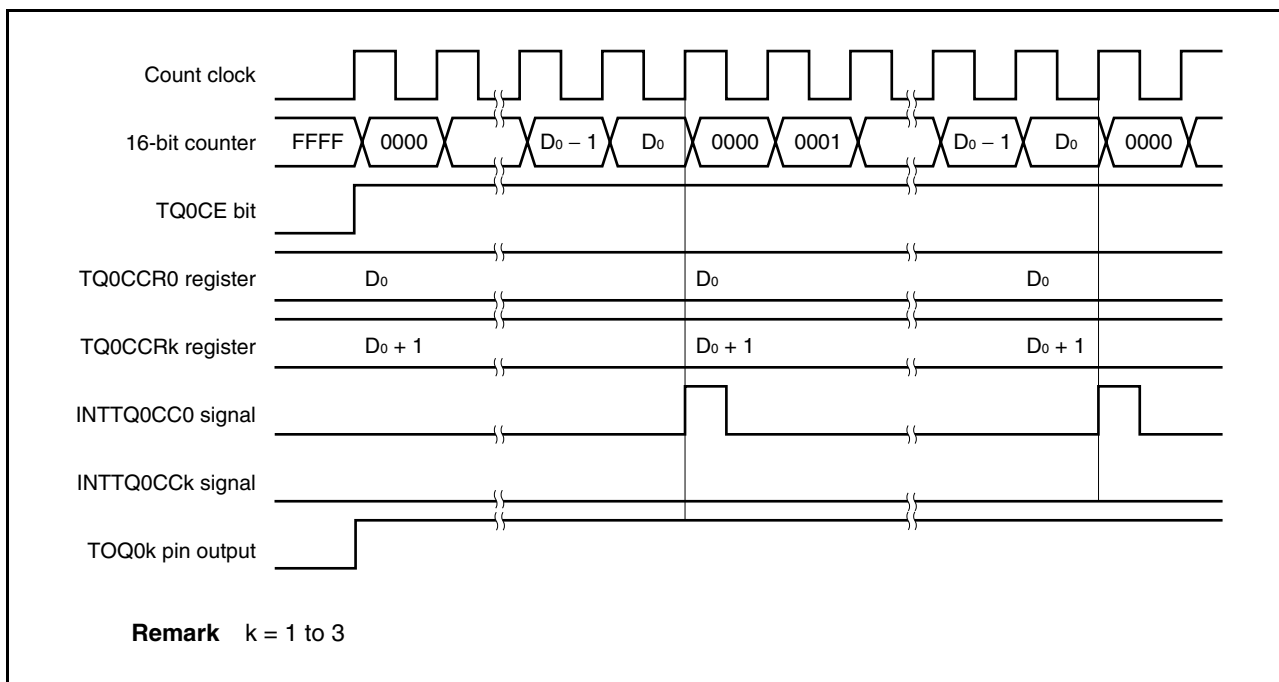 Count clock
16-bit counter FFFF 0000 D₀ − 1 D₀ 0000 0001 D₀ − 1 D₀ 0000
TQ0CE bit
TQ0CCR0 register D₀ D₀ D₀
TQ0CCRk register D₀ + 1 D₀ + 1 D₀ + 1
INTTQ0CC0 signal
INTTQ0CCk signal
TOQ0k pin output
Remark k = 1 to 3